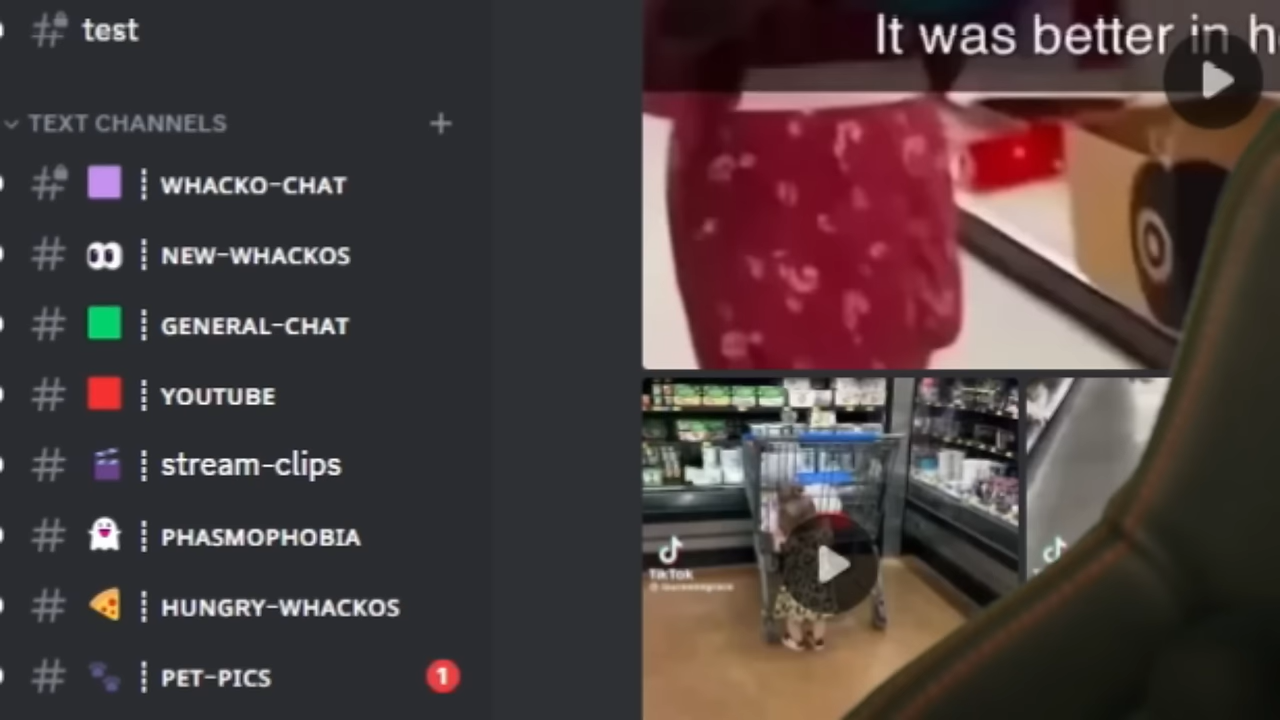 test
TEXT CHANNELS
WHACKO-CHAT
NEW-WHACKOS
GENERAL-CHAT
YOUTUBE
stream-clips
PHASMOPHOBIA
HUNGRY-WHACKOS
PET-PICS
1
It was better in
TikTok